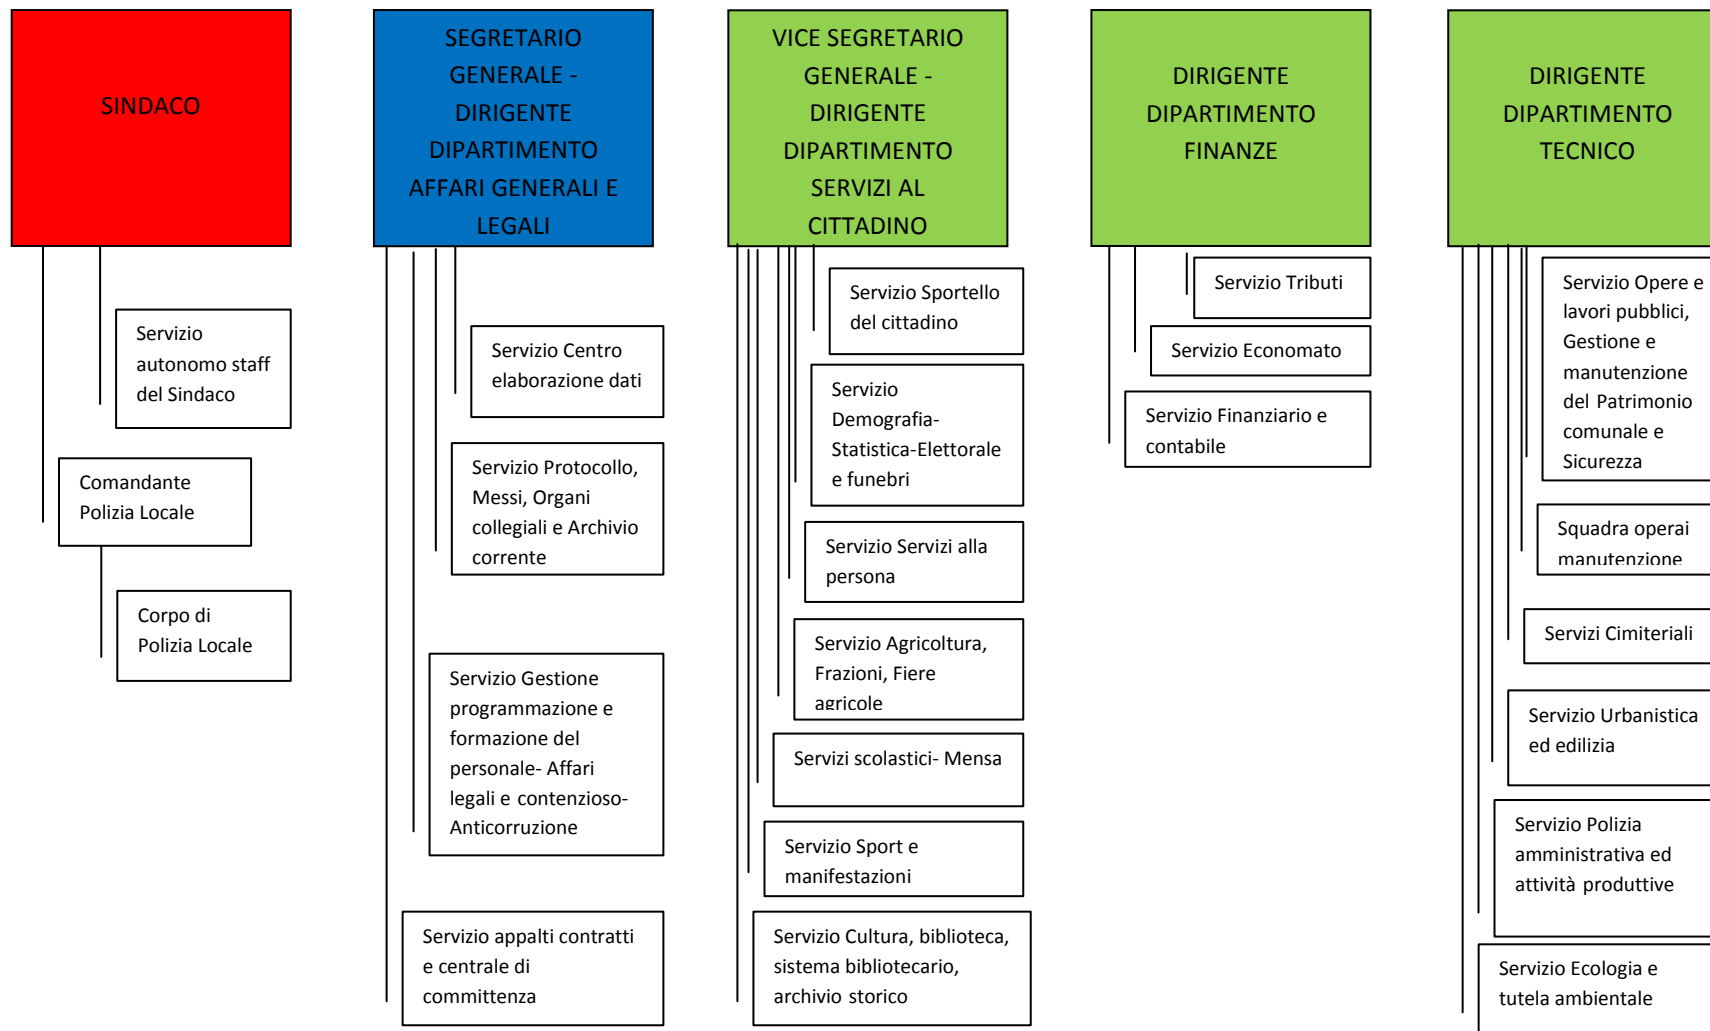 SINDACO
Servizio
autonomo staff
del Sindaco
Comandante
Polizia Locale
Corpo di
Polizia Locale
SEGRETARIO
GENERALE -
DIRIGENTE
DIPARTIMENTO
AFFARI GENERALI E
LEGALI
Servizio Centro
elaborazione dati
Servizio Protocollo,
Messi, Organi
collegiali e Archivio
corrente
Servizio Gestione
programmazione e
formazione del
personale- Affari
legali e contenzioso-
Anticorruzione
Servizio appalti contratti
e centrale di
committenza
VICE SEGRETARIO
GENERALE -
DIRIGENTE
DIPARTIMENTO
SERVIZI AL
CITTADINO
Servizio Sportello
del cittadino
Servizio
Demografia-
Statistica-Elettorale
e funebri
Servizio Servizi alla
persona
Servizio Agricoltura,
Frazioni, Fiere
agricole
Servizi scolastici- Mensa
Servizio Sport e
manifestazioni
Servizio Cultura, biblioteca,
sistema bibliotecario,
archivio storico
DIRIGENTE
DIPARTIMENTO
FINANZE
Servizio Tributi
Servizio Economato
Servizio Finanziario e
contabile
DIRIGENTE
DIPARTIMENTO
TECNICO
Servizio Opere e
lavori pubblici,
Gestione e
manutenzione
del Patrimonio
comunale e
Sicurezza
Squadra operai
manutenzione
Servizi Cimiteriali
Servizio Urbanistica
ed edilizia
Servizio Polizia
amministrativa ed
attività produttive
Servizio Ecologia e
tutela ambientale